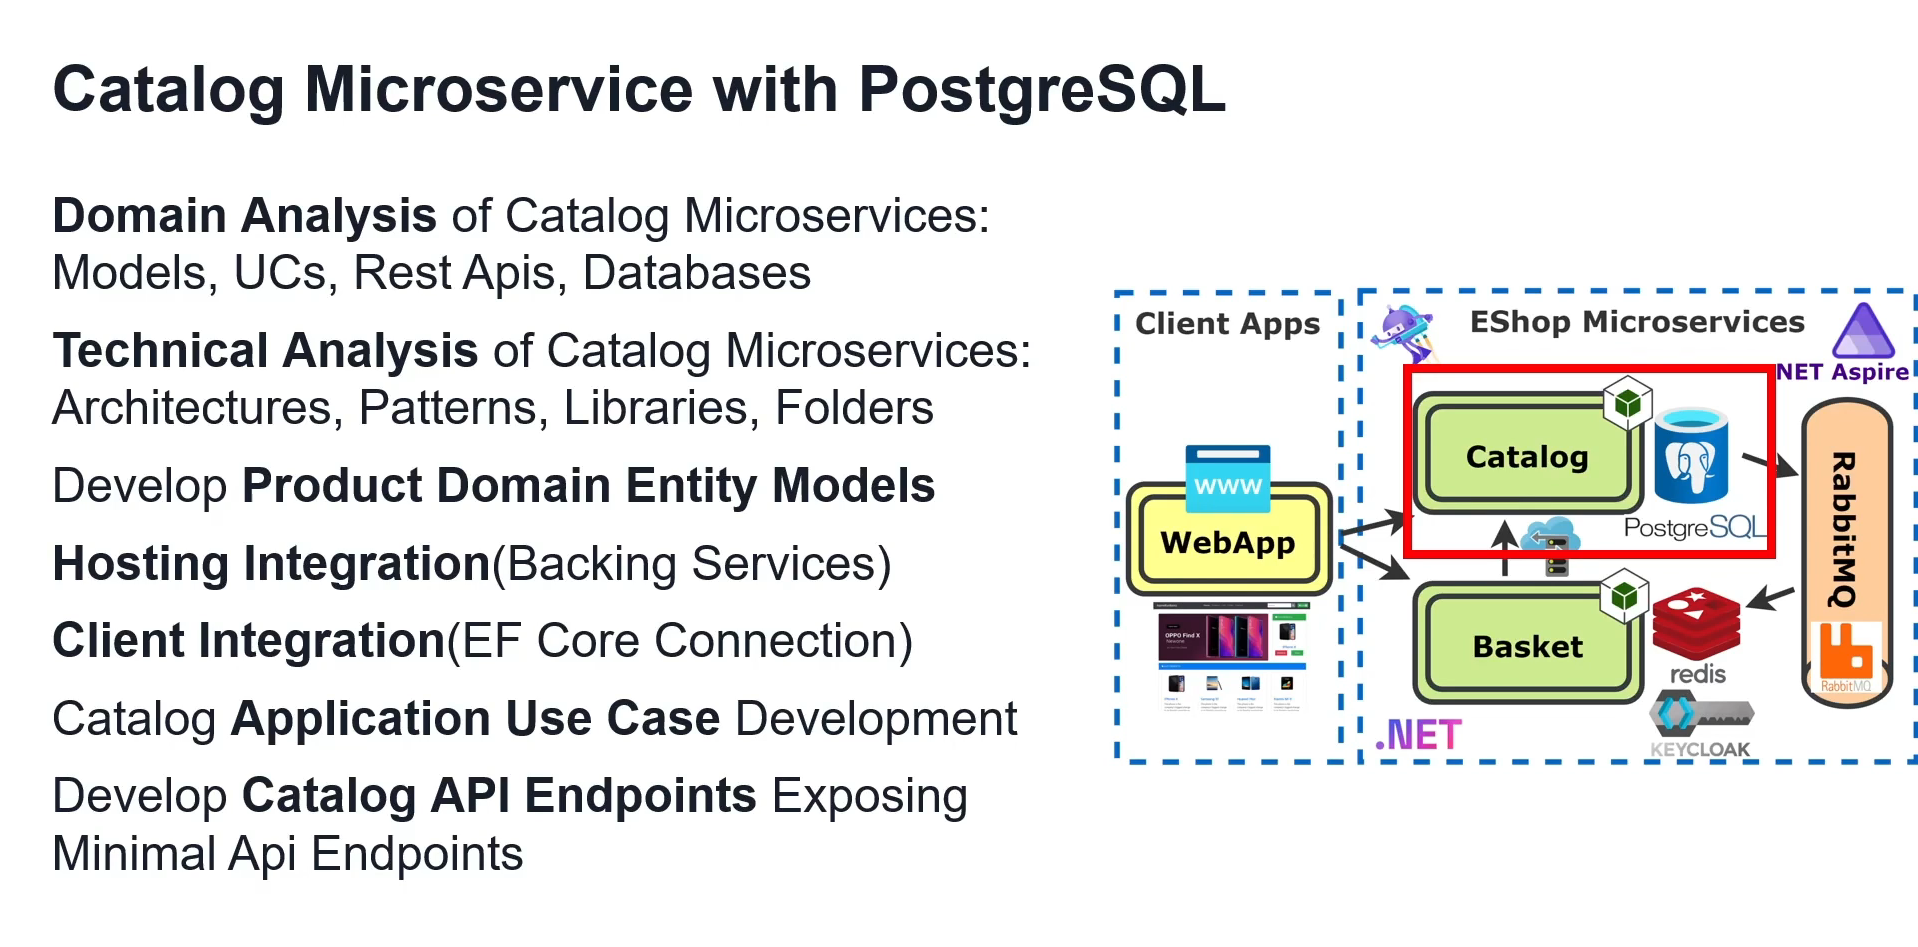 Catalog Microservice with PostgreSQL
Domain Analysis of Catalog Microservices:
Models, UCs, Rest Apis, Databases
Technical Analysis of Catalog Microservices:
Architectures, Patterns, Libraries, Folders
Develop Product Domain Entity Models
Hosting Integration(Backing Services)
Client Integration(EF Core Connection)
Catalog Application Use Case Development
Develop Catalog API Endpoints Exposing
Minimal Api Endpoints
Client Apps
WWW
WebApp
OPPO Find X
EShop Microservices
.NET Aspire
Catalog
PostgreSQL
Basket
redis
KEYCLOAK
.NET
RabbitMQ
RabbitMQ